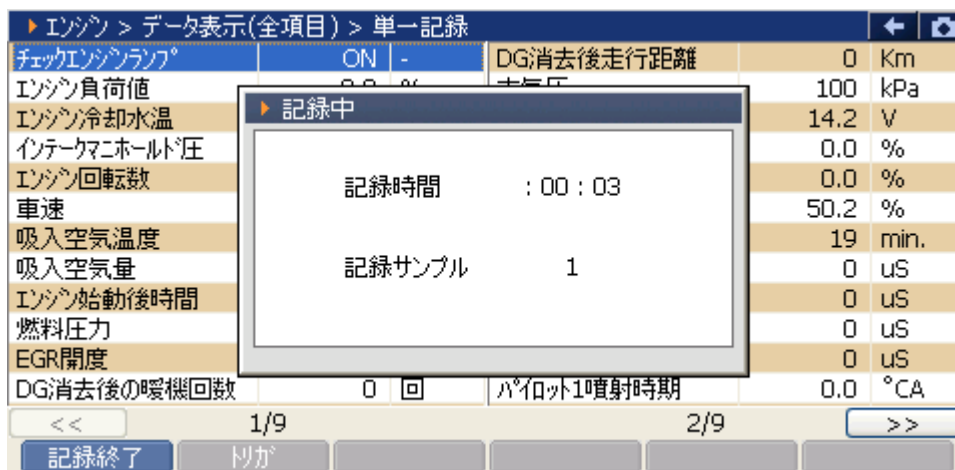 エンジン > データ表示(全項目) > 単一記録
チェックエンジンランプ ON - DG消去後走行距離 0 Km
エンジン負荷値 100 kPa
エンジン冷却水温 14.2 V
インテークマニホールド圧 0.0 %
エンジン回転数 0.0 %
車速 50.2 %
吸入空気温度 19 min.
吸入空気量 0 uS
エンジン始動後時間 0 uS
燃料圧力 0 uS
EGR開度 0 uS
DG消去後の暖機回数 0 回 パイロット1噴射時期 0.0 °CA
記録中
記録時間 :00:03
記録サンプル 1
<< 1/9 2/9 >>
記録終了 トリガ